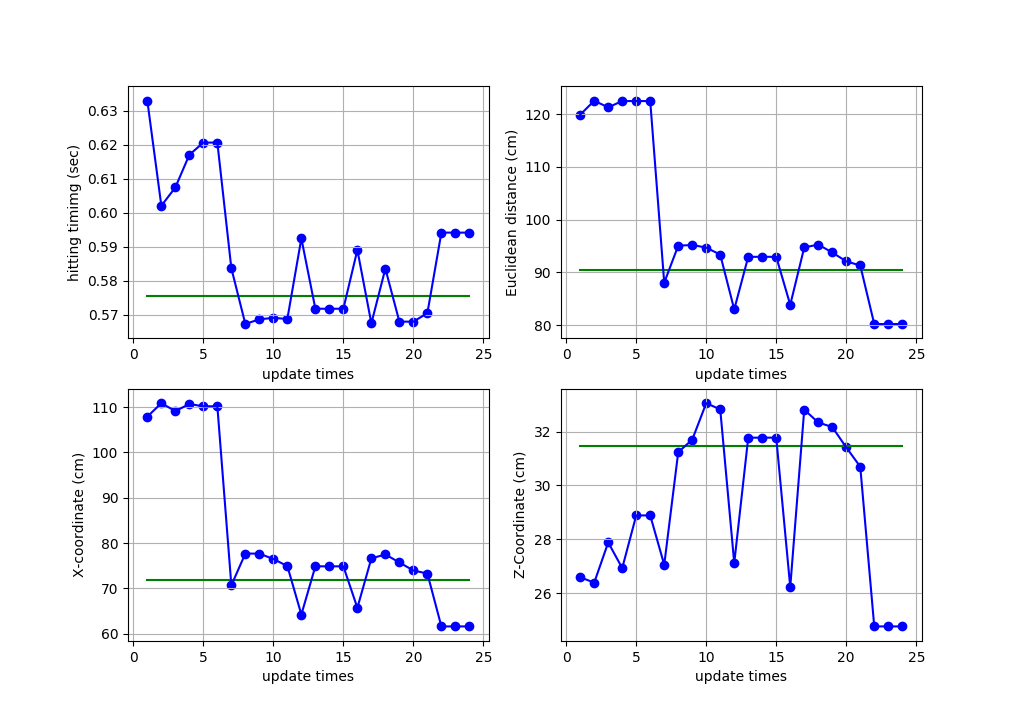 0.63
0.62
0.61
0.60
0.59
0.58
0.57
hitting timimg (sec)
0 5 10 15 20 25
update times
120
110
100
90
80
Euclidean distance (cm)
0 5 10 15 20 25
update times
110
100
90
80
70
60
X-coordinate (cm)
0 5 10 15 20 25
update times
32
30
28
26
Z-Coordinate (cm)
0 5 10 15 20 25
update times